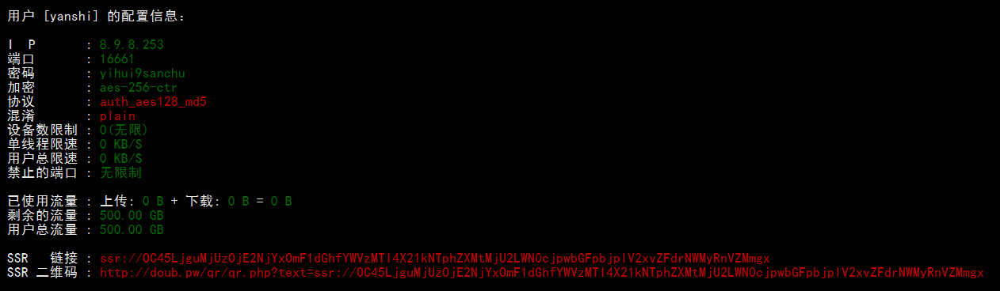 用户 [yanshi] 的配置信息：
I P : 8.9.8.253
端口 : 16661
密码 : yihui9sanchu
加密 : aes-256-ctr
协议 : auth_aes128_md5
混淆 : plain
设备数限制 : 0(无限)
单线程限速 : 0 KB/S
用户总限速 : 0 KB/S
禁止的端口 : 无限制
已使用流量 : 上传: 0 B + 下载: 0 B = 0 B
剩余的流量 : 500.00 GB
用户总流量 : 500.00 GB
SSR 链接 : ssr://OC45LjguMjUzOjE2NjYxOmF1dGhfYWVzMTI4X21kNTphZXMtMjU2LWN0cjpwbGFpbjplV2xvZFdrNWMyRnVZMmgx
SSR 二维码 : http://doub.pw/qr/qr.php?text=ssr://OC45LjguMjUzOjE2NjYxOmF1dGhfYWVzMTI4X21kNTphZXMtMjU2LWN0cjpwbGFpbjplV2xvZFdrNWMyRnVZMmgx